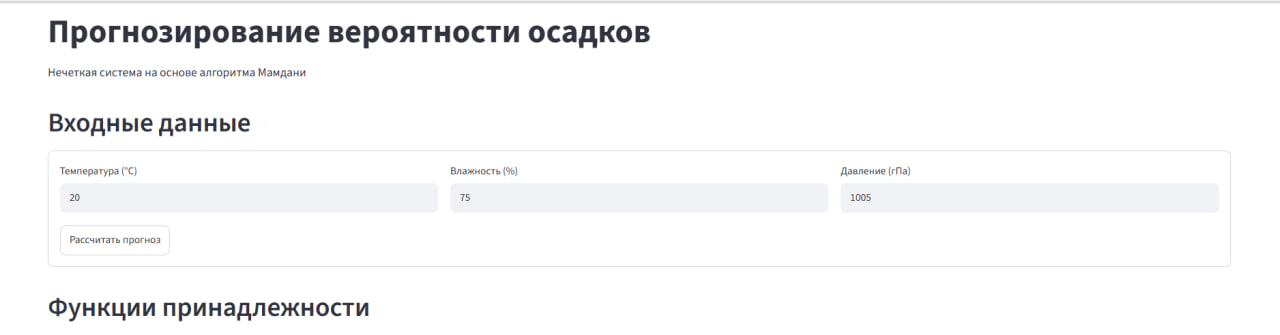 Прогнозирование вероятности осадков
Нечеткая система на основе алгоритма Мамдани
Входные данные
Температура (°C) Влажность (%) Давление (гПа)
20 75 1005
Рассчитать прогноз
Функции принадлежности